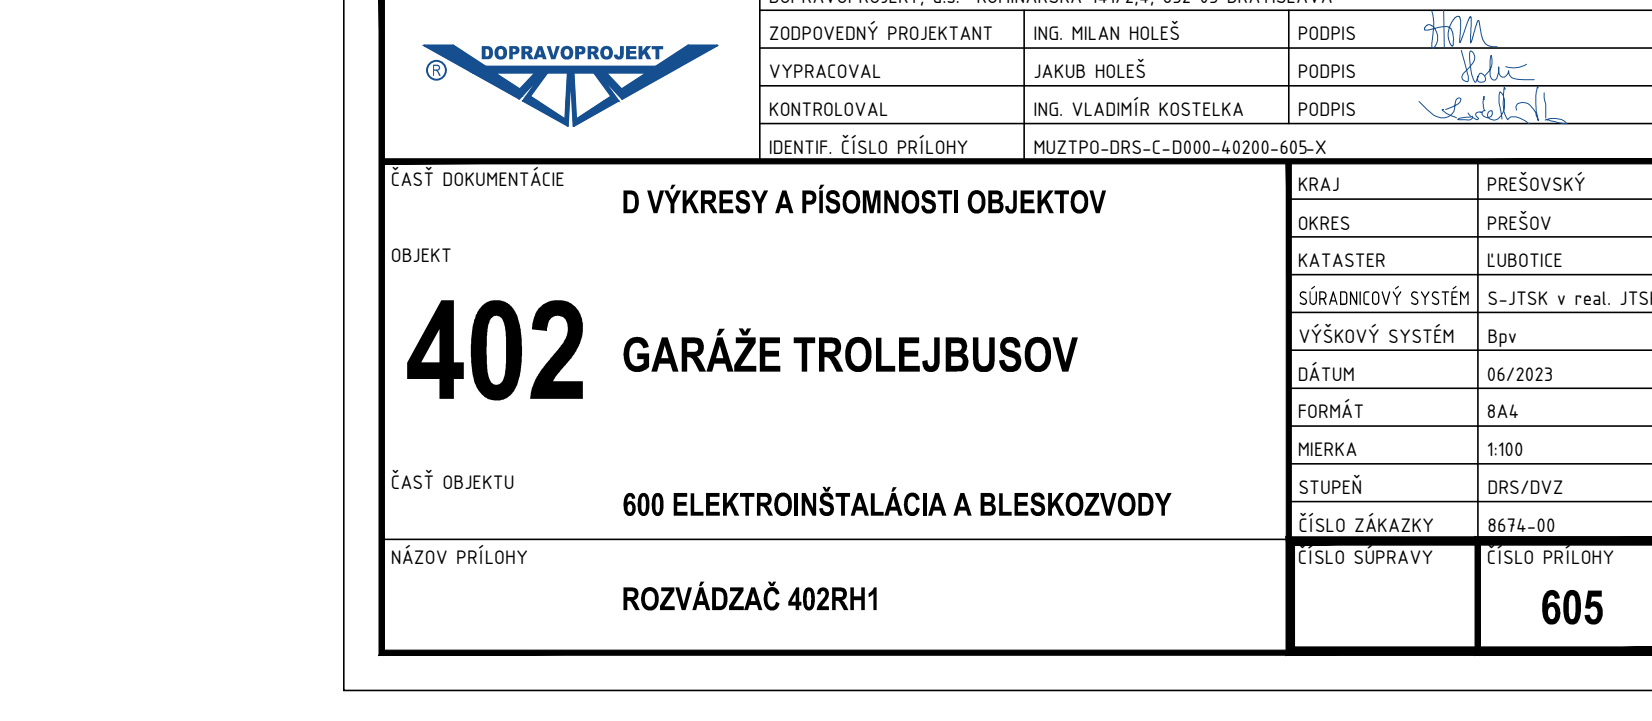 ZODPOVEDNÝ PROJEKTANT ING. MILAN HOLEŠ PODPIS
DOPRAVOPROJEKT
®
VYPRACOVAL JAKUB HOLEŠ PODPIS
KONTROLOVAL ING. VLADIMÍR KOSTELKA PODPIS
IDENTIF. ČÍSLO PRÍLOHY MUZTPO-DRS-C-D000-40200-605-X
ČASŤ DOKUMENTÁCIE
D VÝKRESY A PÍSOMNOSTI OBJEKTOV
OBJEKT
402 GARÁŽE TROLEJBUSOV
ČASŤ OBJEKTU
600 ELEKTROINŠTALÁCIA A BLESKOZVODY
NÁZOV PRÍLOHY
ROZVÁDZAČ 402RH1
KRAJ PREŠOVSKÝ
OKRES PREŠOV
KATASTER ĽUBOTICE
SÚRADNICOVÝ SYSTÉM S-JTSK v real.
VÝŠKOVÝ SYSTÉM Bpv
DÁTUM 06/2023
FORMÁT 8A4
MIERKA 1:100
STUPEŇ DRS/DVZ
ČÍSLO ZÁKAZKY 8674-00
ČÍSLO SÚPRAVY ČÍSLO PRÍLOHY
605